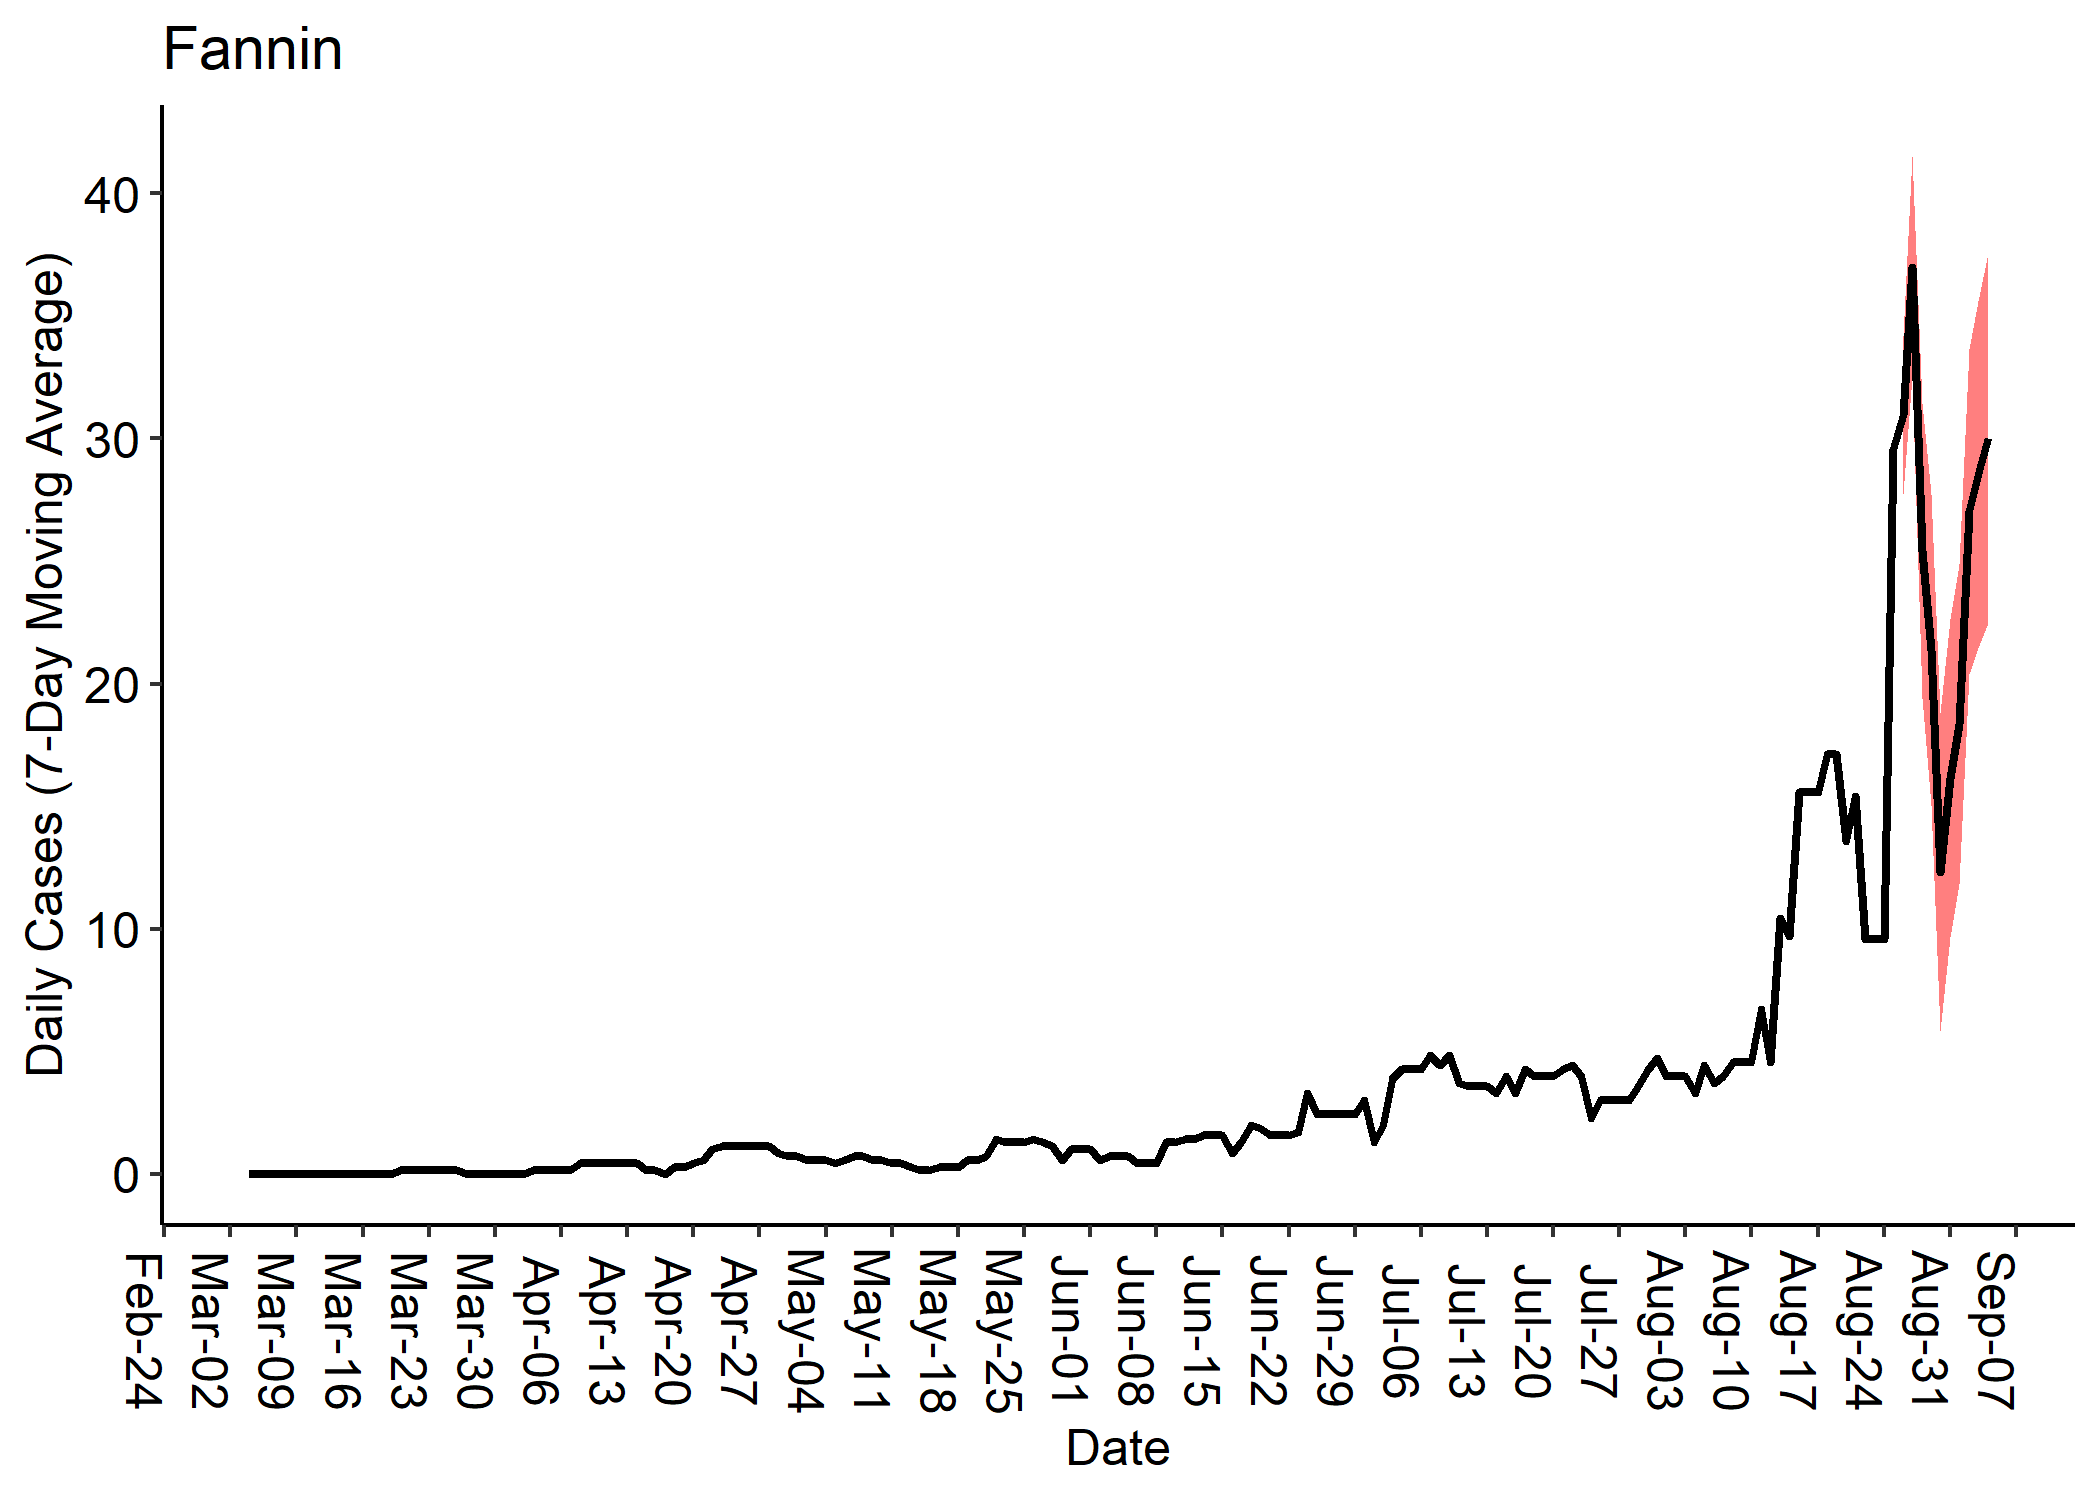 Fannin
Daily Cases (7-Day Moving Average)
40
30
20
10
0
Feb-24
Mar-02
Mar-09
Mar-16
Mar-23
Mar-30
Apr-06
Apr-13
Apr-20
Apr-27
May-04
May-11
May-18
May-25
Jun-01
Jun-08
Jun-15
Jun-22
Jun-29
Jul-06
Jul-13
Jul-20
Jul-27
Aug-03
Aug-10
Aug-17
Aug-24
Aug-31
Sep-07
Date